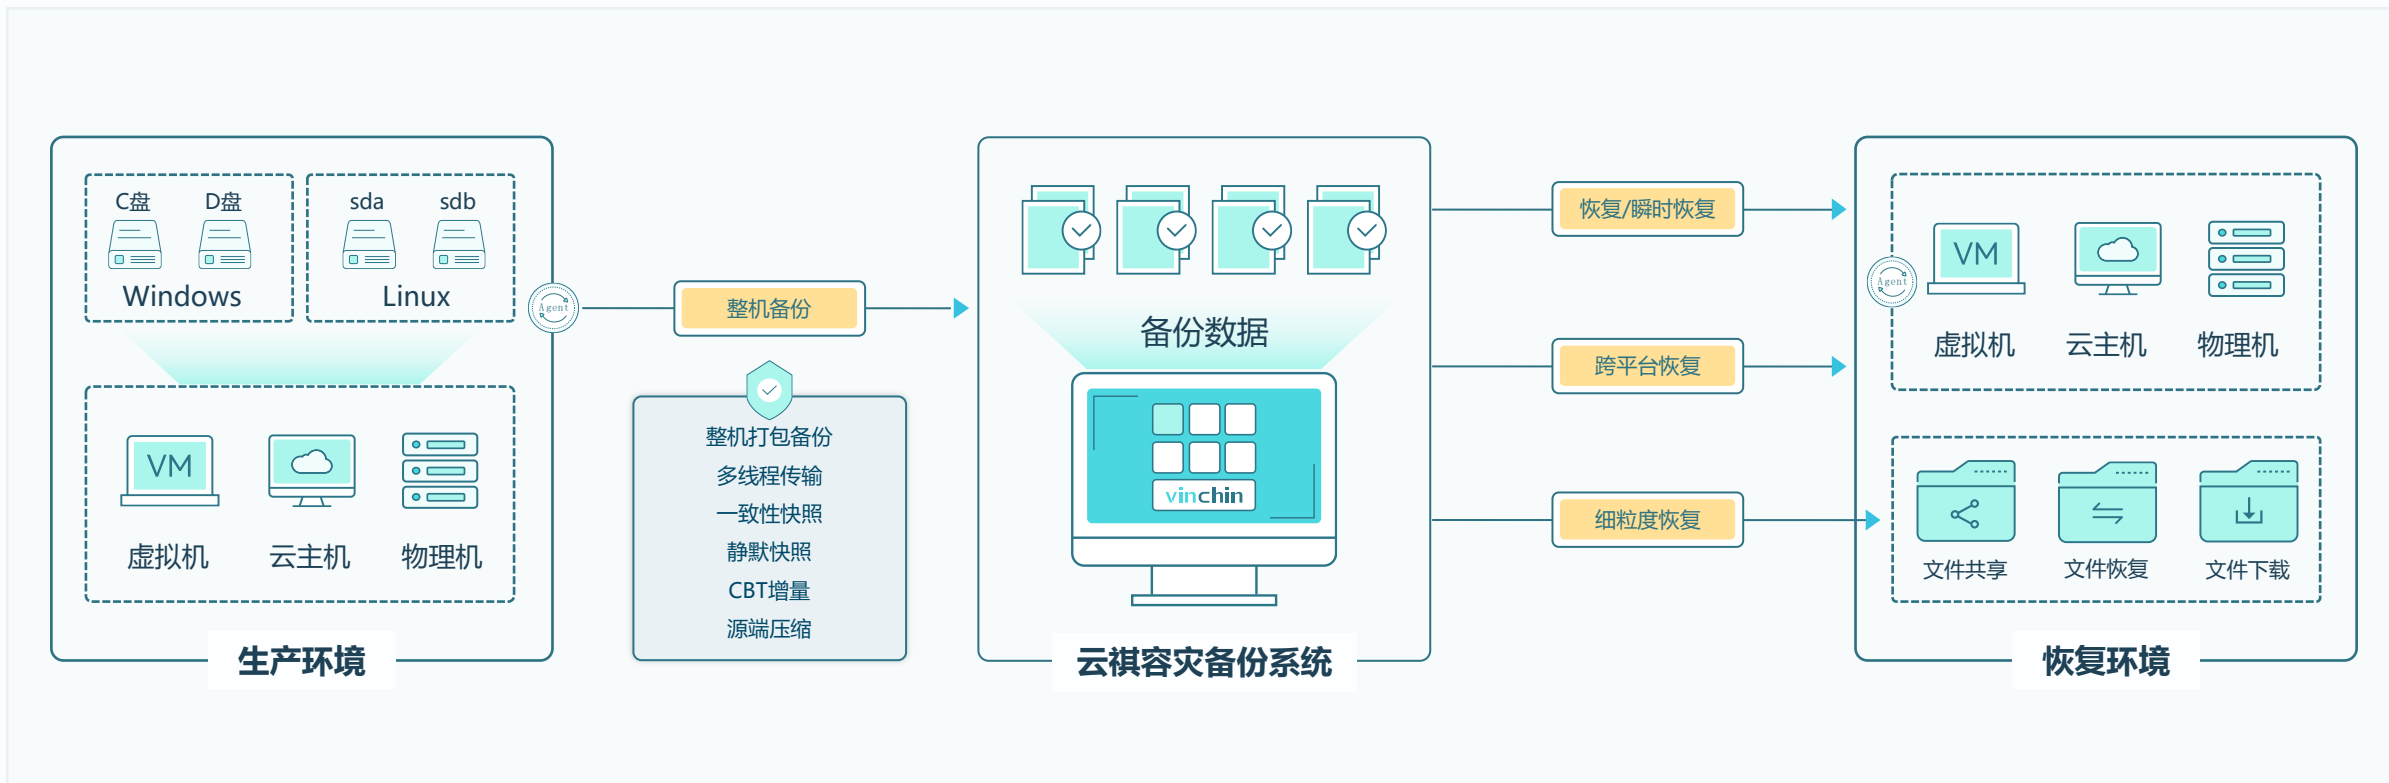 C盘
D盘
Windows
sda
sdb
Linux
VM
虚拟机
云主机
物理机
生产环境
Agent
整机备份
整机打包备份
多线程传输
一致性快照
静默快照
CBT增量
源端压缩
备份数据
vinchin
云祺容灾备份系统
恢复/瞬时恢复
跨平台恢复
细粒度恢复
Agent
VM
虚拟机
云主机
物理机
文件共享
文件恢复
文件下载
恢复环境